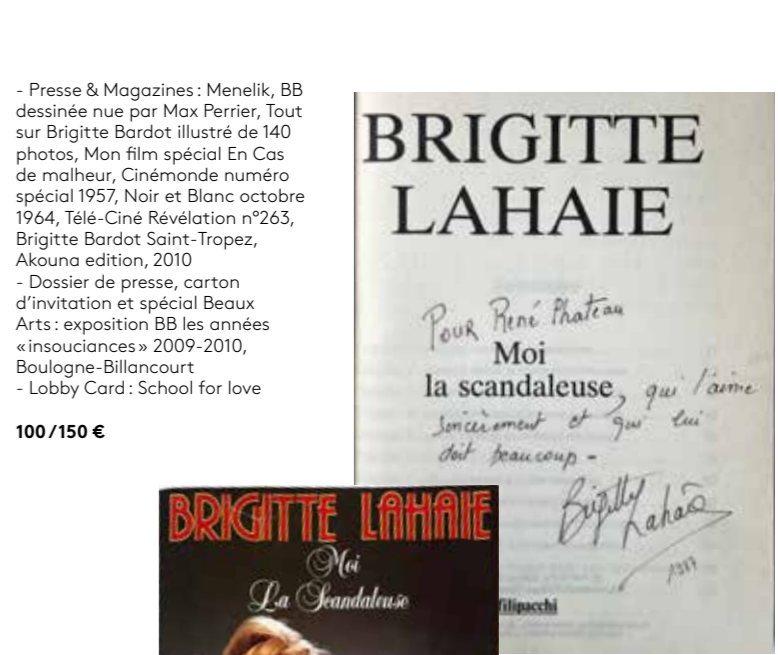 - Presse & Magazines : Menelik, BB
dessinée nue par Max Perrier, Tout
sur Brigitte Bardot illustré de 140
photos, Mon film spécial En Cas
de malheur, Cinémonde numéro
spécial 1957, Noir et Blanc octobre
1964, Télé-Ciné Révélation n°263,
Brigitte Bardot Saint-Tropez,
Akouna edition, 2010
- Dossier de presse, carton
d’invitation et spécial Beaux
Arts : exposition BB les années
«insouciances» 2009-2010,
Boulogne-Billancourt
- Lobby Card : School for love
100 / 150 €
BRIGITTE
LAHAIE
Pour René Phateau
Moi
la scandaleuse, qui l'aime
sincèrement et qui lui
doit beaucoup -
Brigitte
Lahaie
1987
filipacchi
BRIGITTE LAHAIE
Moi
La Scandaleuse